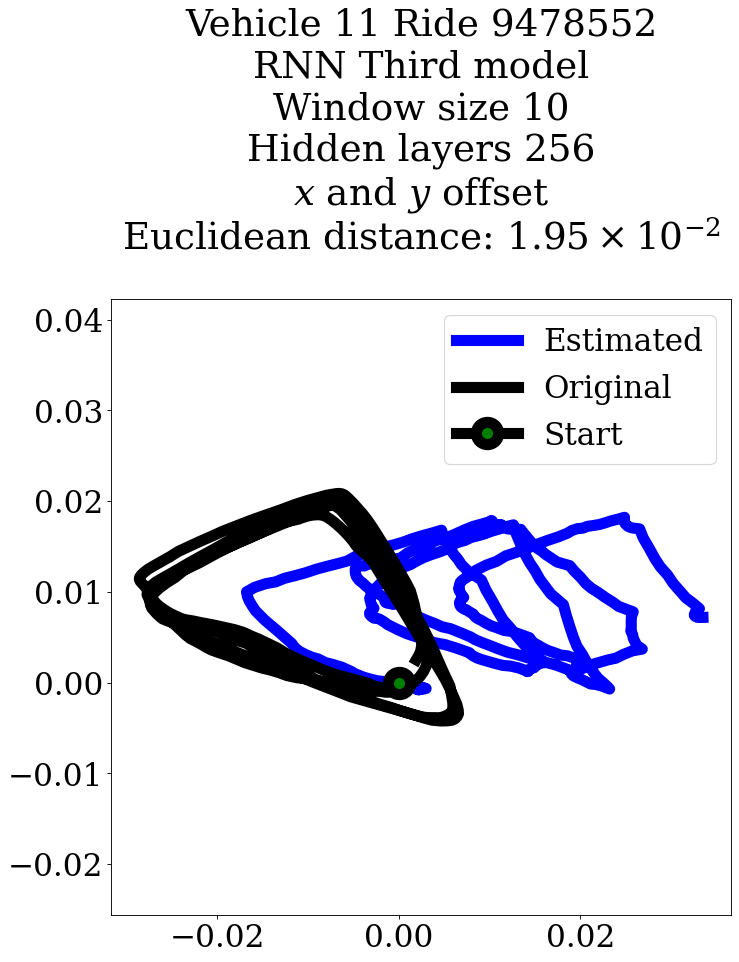 Vehicle 11 Ride 9478552
RNN Third model
Window size 10
Hidden layers 256
x and y offset
Euclidean distance: 1.95 × 10⁻²
Estimated
Original
Start
0.04
0.03
0.02
0.01
0.00
−0.01
−0.02
−0.02 0.00 0.02